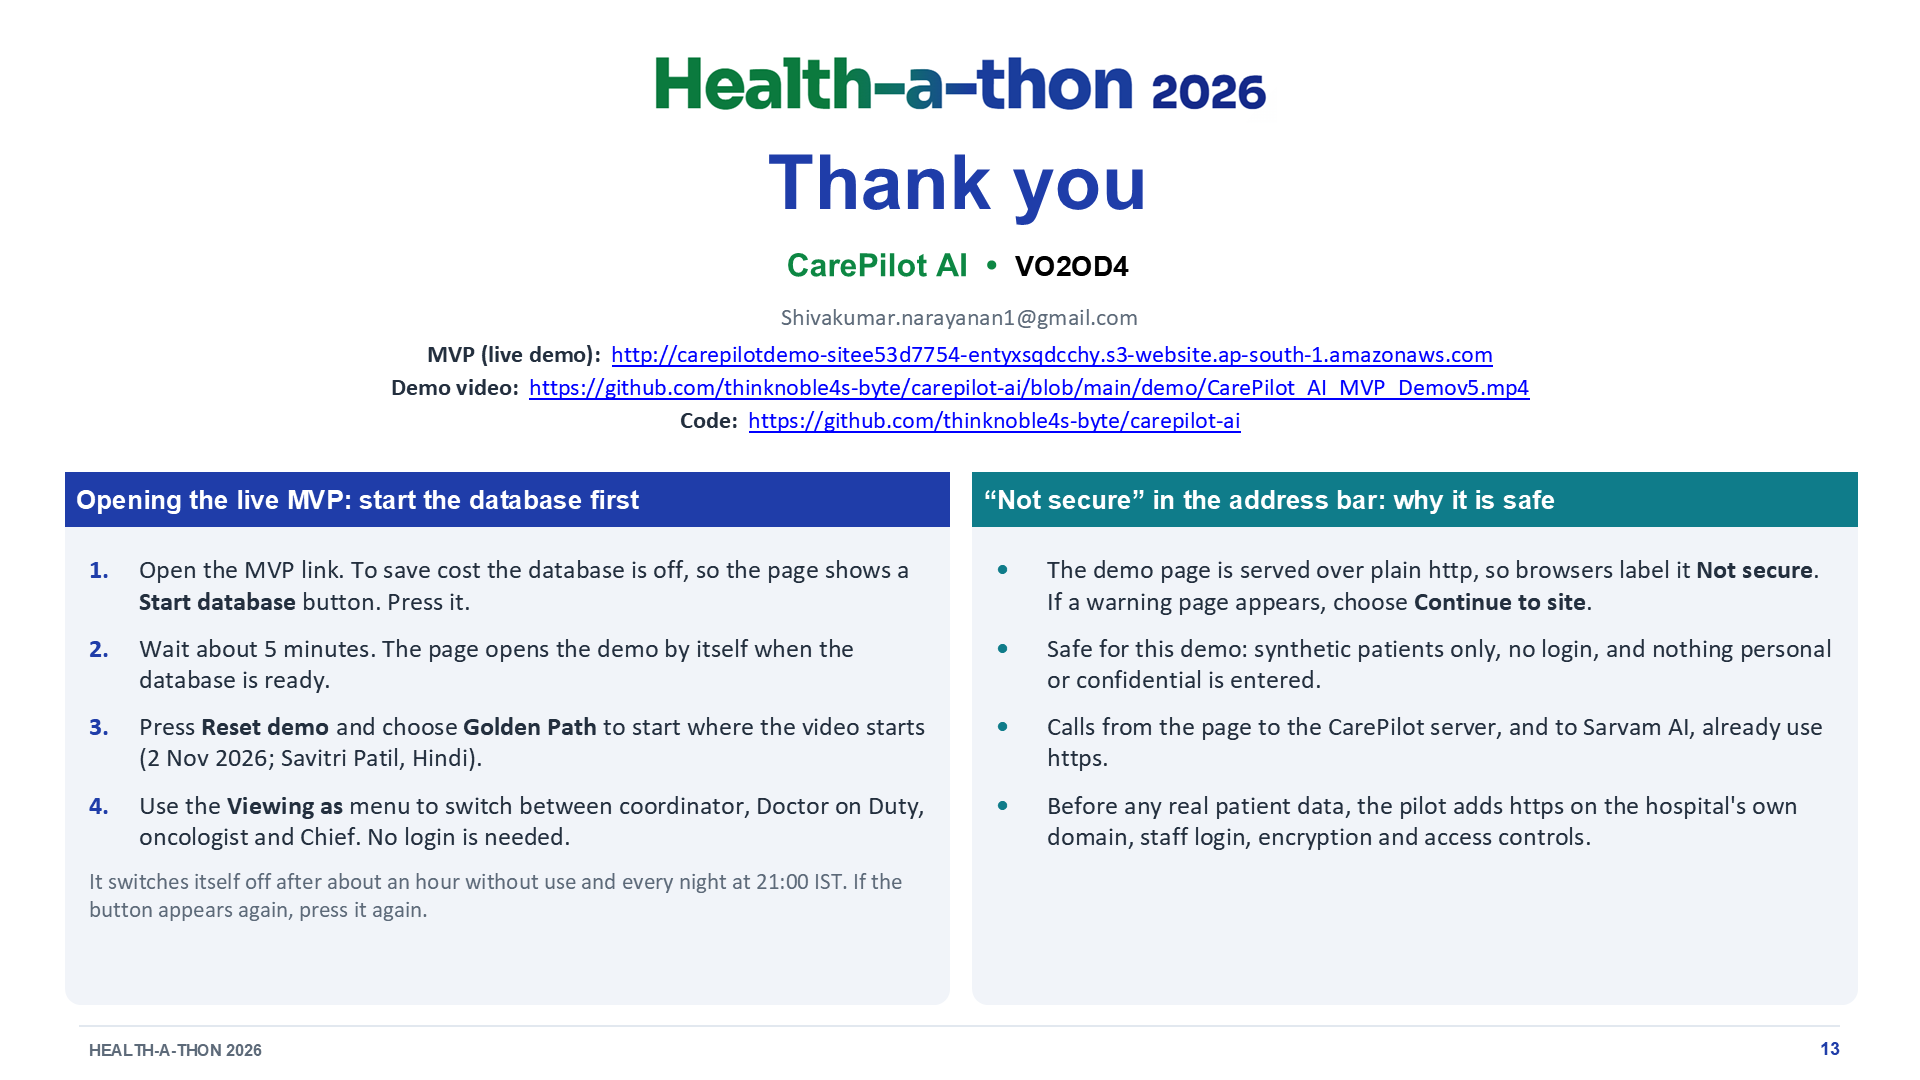 Health-a-thon 2026
Thank you
CarePilot AI • VO2OD4
Shivakumar.narayanan1@gmail.com
MVP (live demo): http://carepilotdemo-sitee53d7754-entyxsqdcchy.s3-website.ap-south-1.amazonaws.com
Demo video: https://github.com/thinknoble4s-byte/carepilot-ai/blob/main/demo/CarePilot_AI_MVP_Demov5.mp4
Code: https://github.com/thinknoble4s-byte/carepilot-ai
Opening the live MVP: start the database first
1. Open the MVP link. To save cost the database is off, so the page shows a
Start database button. Press it.
2. Wait about 5 minutes. The page opens the demo by itself when the
database is ready.
3. Press Reset demo and choose Golden Path to start where the video starts
(2 Nov 2026; Savitri Patil, Hindi).
4. Use the Viewing as menu to switch between coordinator, Doctor on Duty,
oncologist and Chief. No login is needed.
It switches itself off after about an hour without use and every night at 21:00 IST. If the
button appears again, press it again.
“Not secure” in the address bar: why it is safe
• The demo page is served over plain http, so browsers label it Not secure.
If a warning page appears, choose Continue to site.
• Safe for this demo: synthetic patients only, no login, and nothing personal
or confidential is entered.
• Calls from the page to the CarePilot server, and to Sarvam AI, already use
https.
• Before any real patient data, the pilot adds https on the hospital's own
domain, staff login, encryption and access controls.
HEALTH-A-THON 2026
13